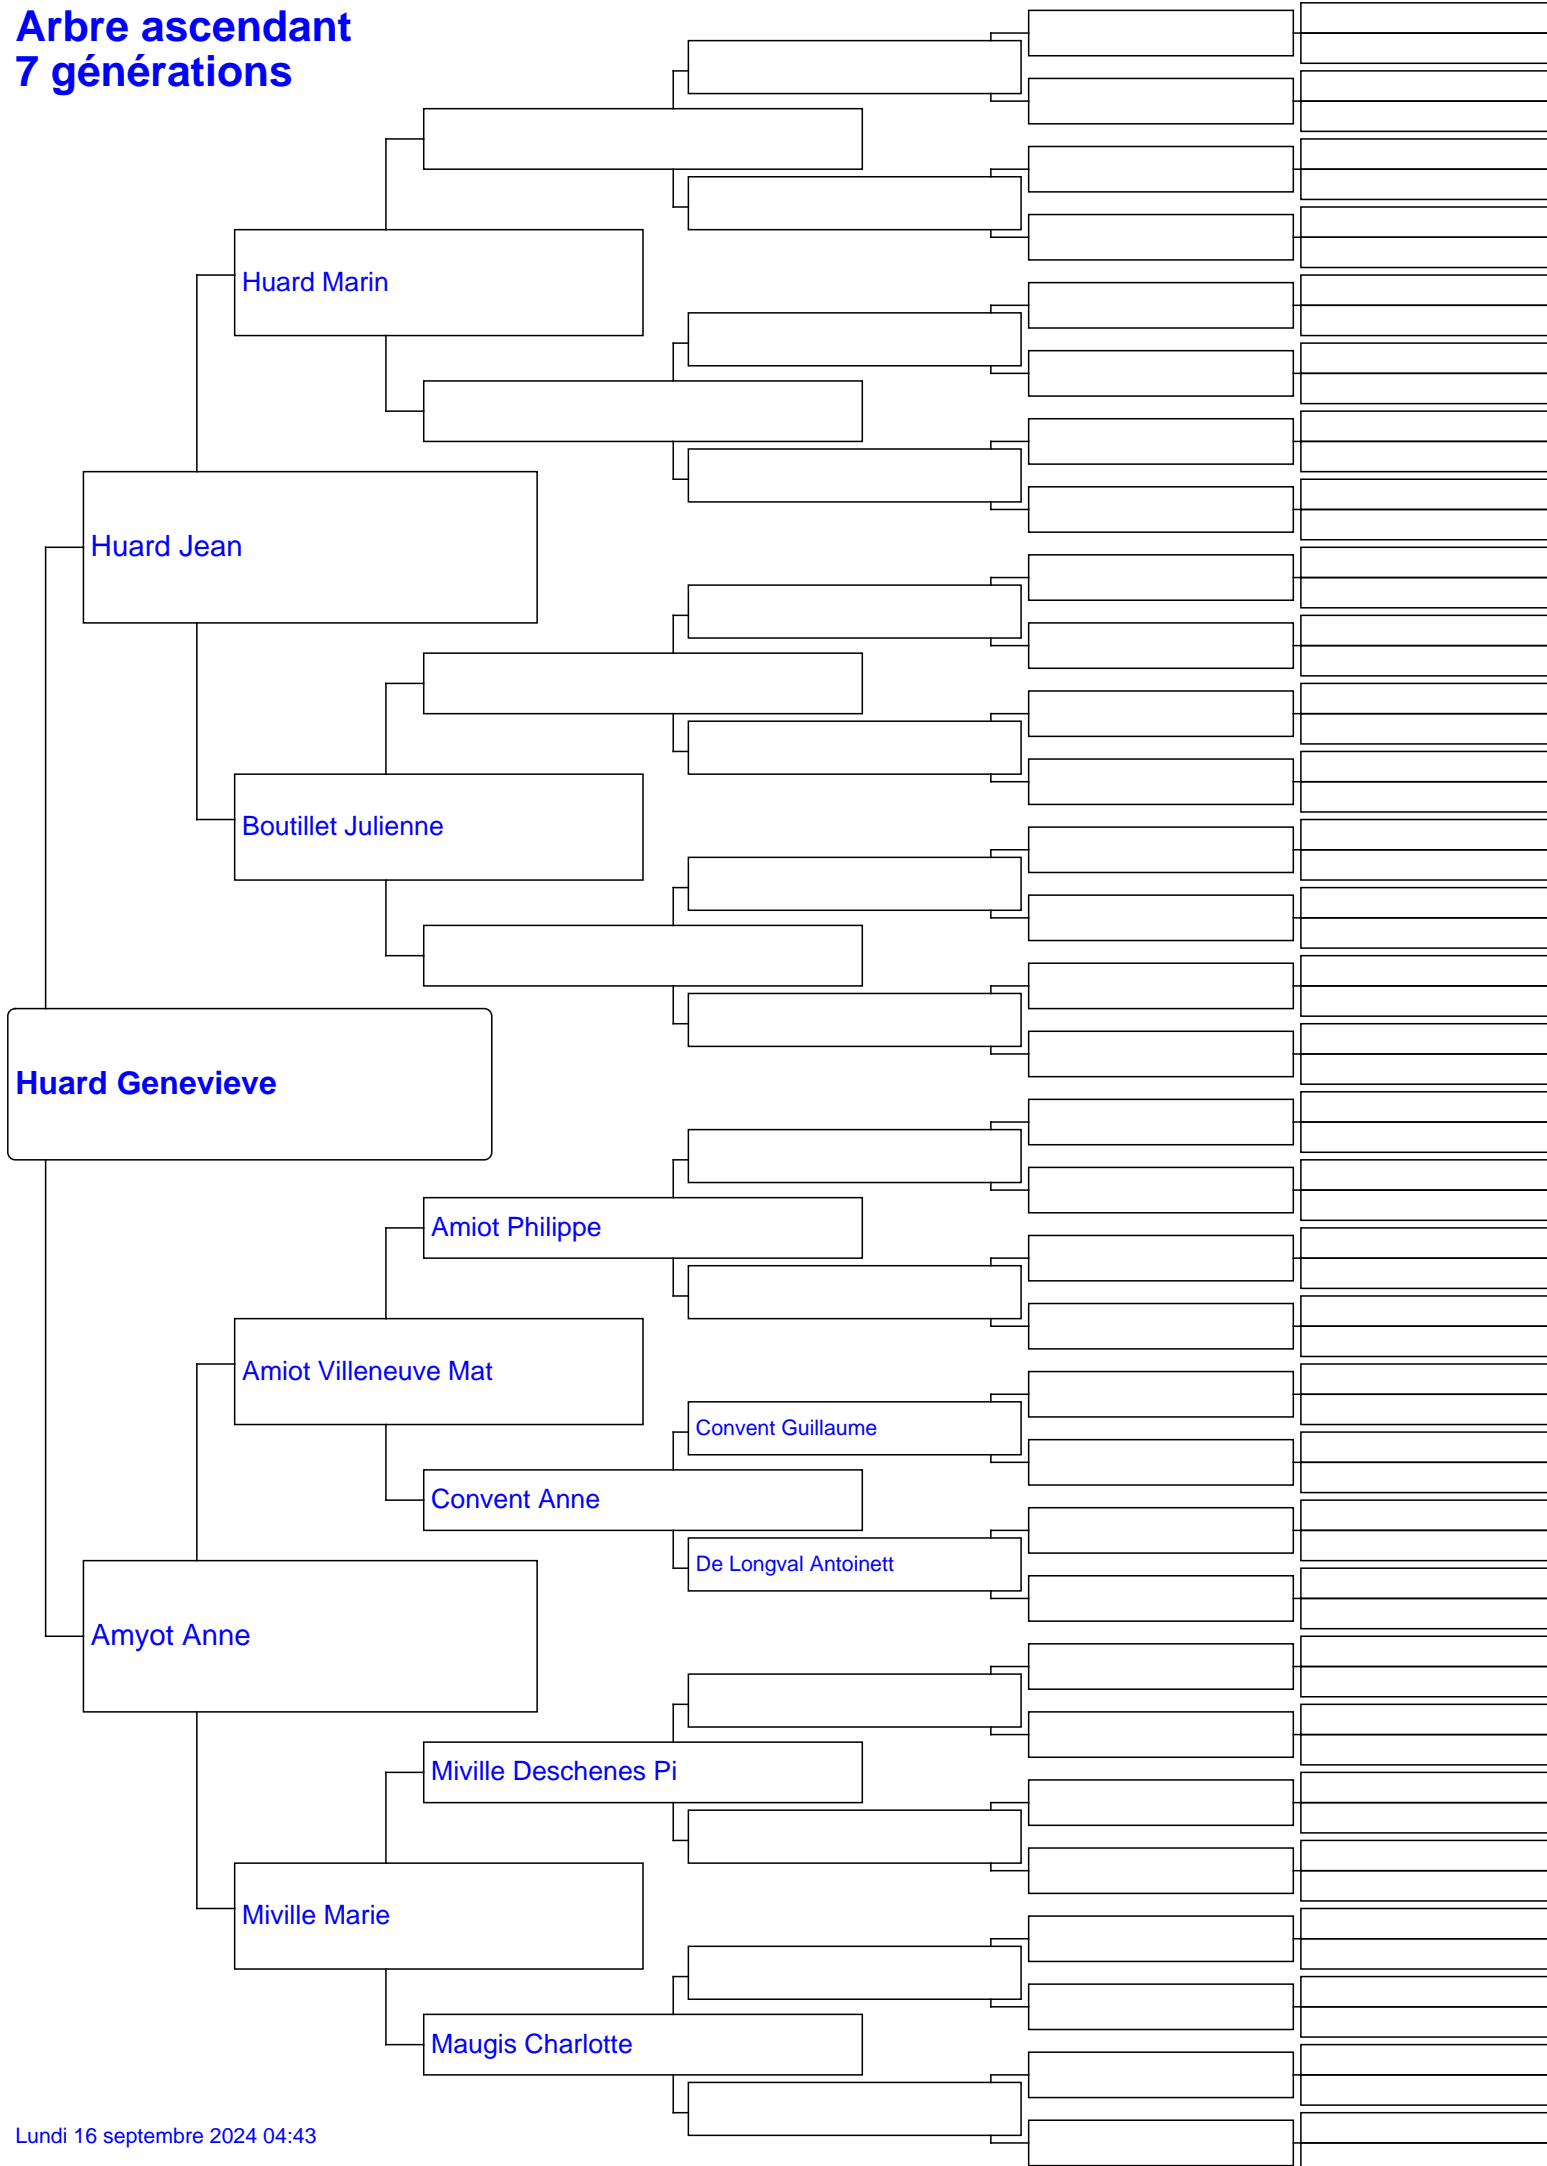 Arbre ascendant
7 générations
Huard Marin
Huard Jean
Boutillet Julienne
Huard Genevieve
Amiot Philippe
Amiot Villeneuve Mat
Convent Guillaume
Convent Anne
De Longval Antoinett
Amyot Anne
Miville Deschenes Pi
Miville Marie
Maugis Charlotte
Lundi 16 septembre 2024 04:43